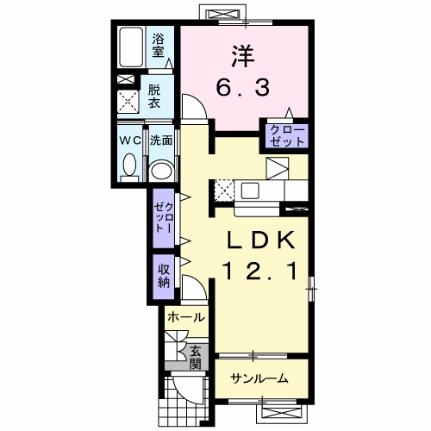 浴室
洋
6.3
脱衣
WC
洗面
クローゼット
クローゼット
LDK
12.1
収納
ホール
玄関
サンルーム